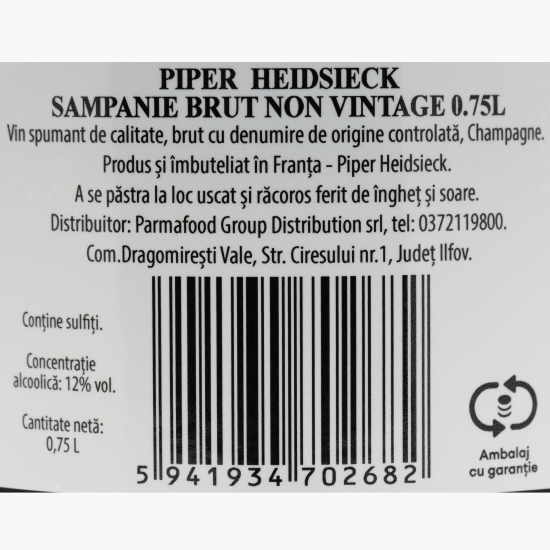 PIPER HEIDSIECK
SAMPANIE BRUT NON VINTAGE 0.75L
Vin spumant de calitate, brut cu denumire de origine controlată, Champagne.
Produs și îmbuteliat în Franța - Piper Heidsieck.
A se păstra la loc uscat și răcoros ferit de îngheț și soare.
Distribuitor: Parmafood Group Distribution srl, tel: 0372119800.
Com.Dragomirești Vale, Str. Ciresului nr.1, Județ Ilfov.
Conține sulfiți.
Concentrație
alcoolică: 12% vol.
Cantitate netă:
0,75 L
5 941934 702682
Ambalaj
cu garanție